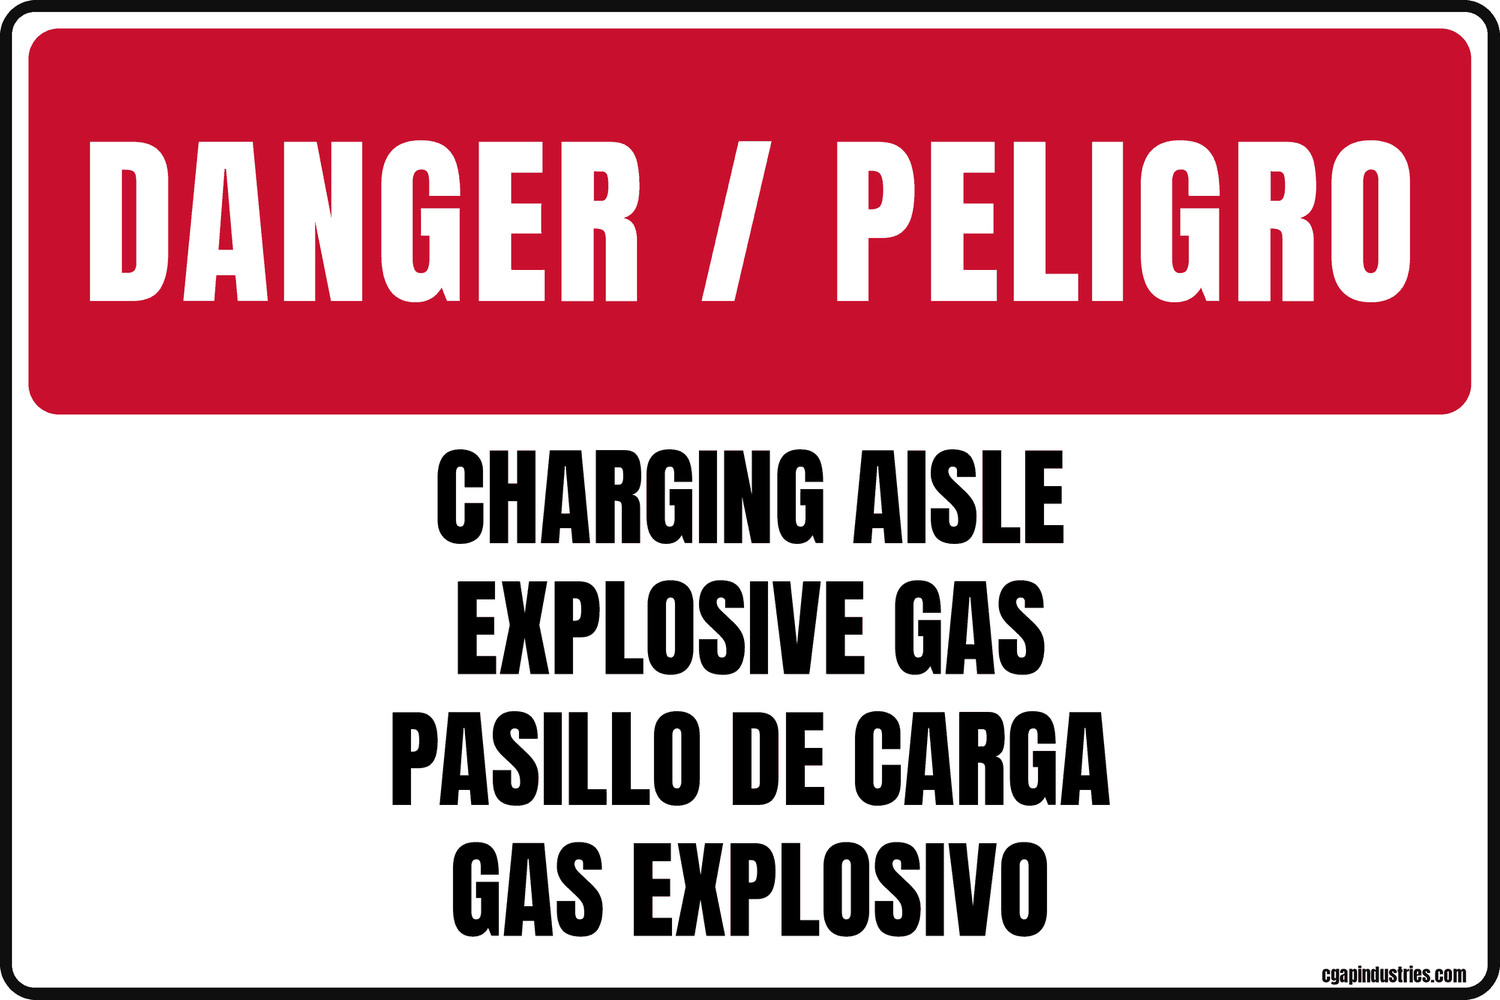 DANGER / PELIGRO
CHARGING AISLE
EXPLOSIVE GAS
PASILLO DE CARGA
GAS EXPLOSIVO
cgapindustries.com